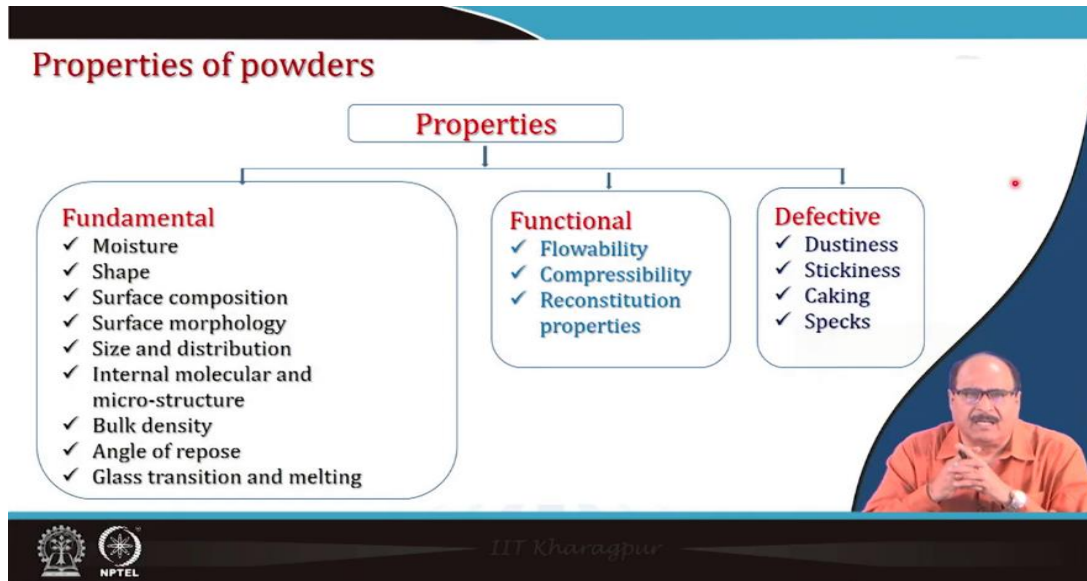 Properties of powders
Properties
Fundamental
✓ Moisture
✓ Shape
✓ Surface composition
✓ Surface morphology
✓ Size and distribution
✓ Internal molecular and
micro-structure
✓ Bulk density
✓ Angle of repose
✓ Glass transition and melting
Functional
✓ Flowability
✓ Compressibility
✓ Reconstitution
properties
Defective
✓ Dustiness
✓ Stickiness
✓ Caking
✓ Specks
NPTEL
IIT Kharagpur